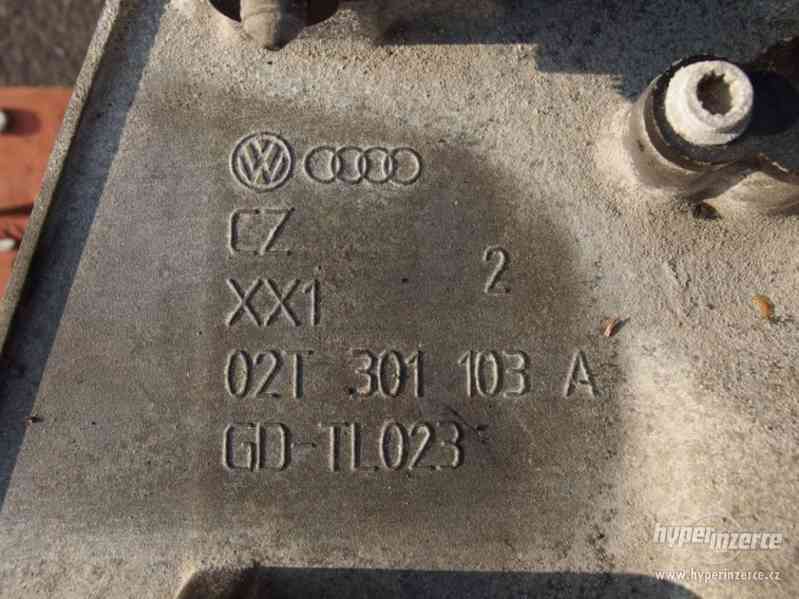 CZ
2
XX1
02T 301 103 A
GD-TL023
hyperinzerce
www.hyperinzerce.cz